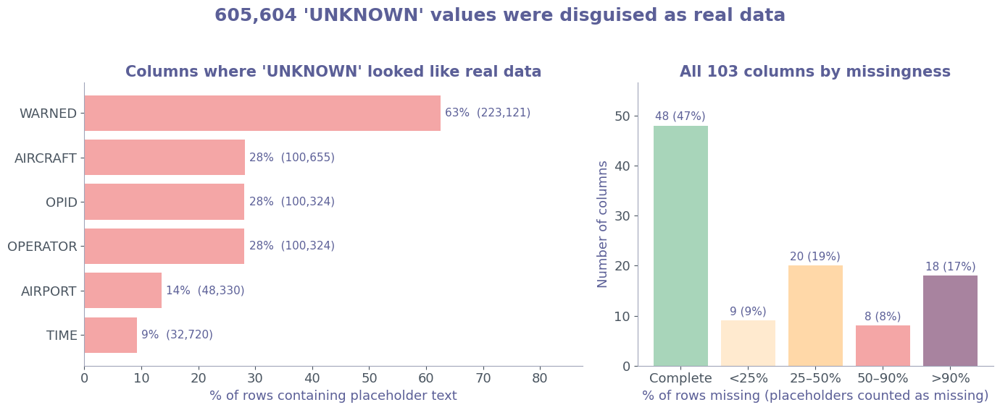 605,604 'UNKNOWN' values were disguised as real data
Columns where 'UNKNOWN' looked like real data
WARNED
63%  (223,121)
AIRCRAFT
28%  (100,655)
OPID
28%  (100,324)
OPERATOR
28%  (100,324)
AIRPORT
14%  (48,330)
TIME
9%  (32,720)
0 10 20 30 40 50 60 70 80
% of rows containing placeholder text
All 103 columns by missingness
Number of columns
50
40
30
20
10
0
48 (47%)
9 (9%)
20 (19%)
8 (8%)
18 (17%)
Complete <25% 25–50% 50–90% >90%
% of rows missing (placeholders counted as missing)